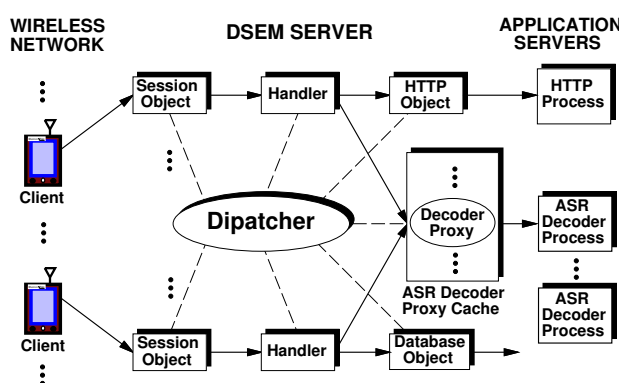 WIRELESS
NETWORK
DSEM SERVER
APPLICATION
SERVERS
Session
Object
Handler
HTTP
Object
HTTP
Process
Client
Dipatcher
Decoder
Proxy
ASR
Decoder
Process
ASR Decoder
Proxy Cache
Client
Session
Object
Handler
Database
Object
ASR
Decoder
Process